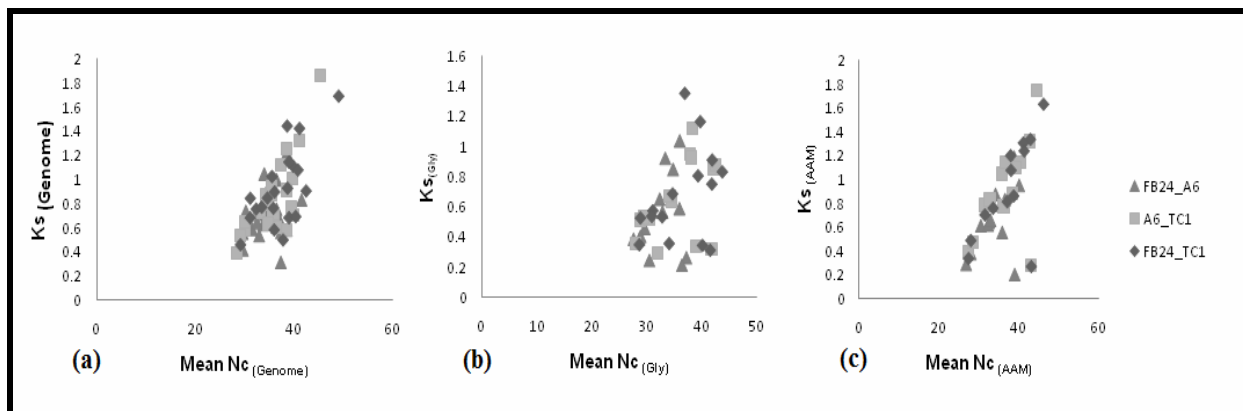 Ks (Genome)
2
1.8
1.6
1.4
1.2
1
0.8
0.6
0.4
0.2
0
0 20 40 60
(a) Mean Nc (Genome)
Ks(Gly)
1.6
1.4
1.2
1
0.8
0.6
0.4
0.2
0
0 10 20 30 40 50
(b) Mean Nc (Gly)
Ks (AAM)
2
1.8
1.6
1.4
1.2
1
0.8
0.6
0.4
0.2
0
0 20 40 60
(c) Mean Nc (AAM)
FB24_A6
A6_TC1
FB24_TC1